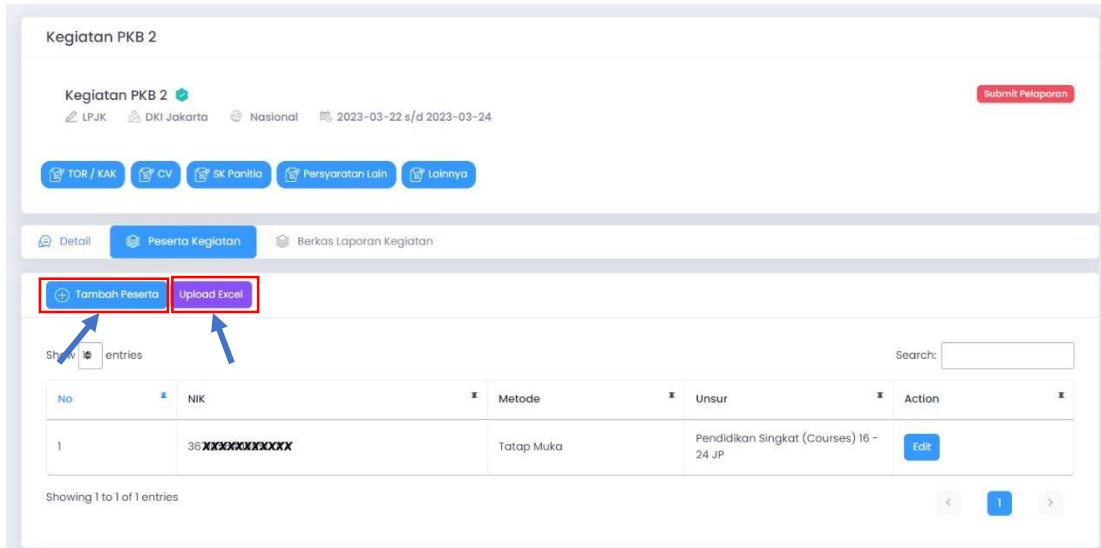 Kegiatan PKB 2
Kegiatan PKB 2
Submit Pelaporan
LPJK DKI Jakarta Nasional 2023-03-22 s/d 2023-03-24
TOR / KAK CV SK Panitia Persyaratan Lain Lainnya
Detail Peserta Kegiatan Berkas Laporan Kegiatan
Tambah Peserta Upload Excel
Show entries Search:
No NIK Metode Unsur Action
1 36XXXXXXXXXXX Tatap Muka Pendidikan Singkat (Courses) 16 - 24 JP Edit
Showing 1 to 1 of 1 entries
< 1 >